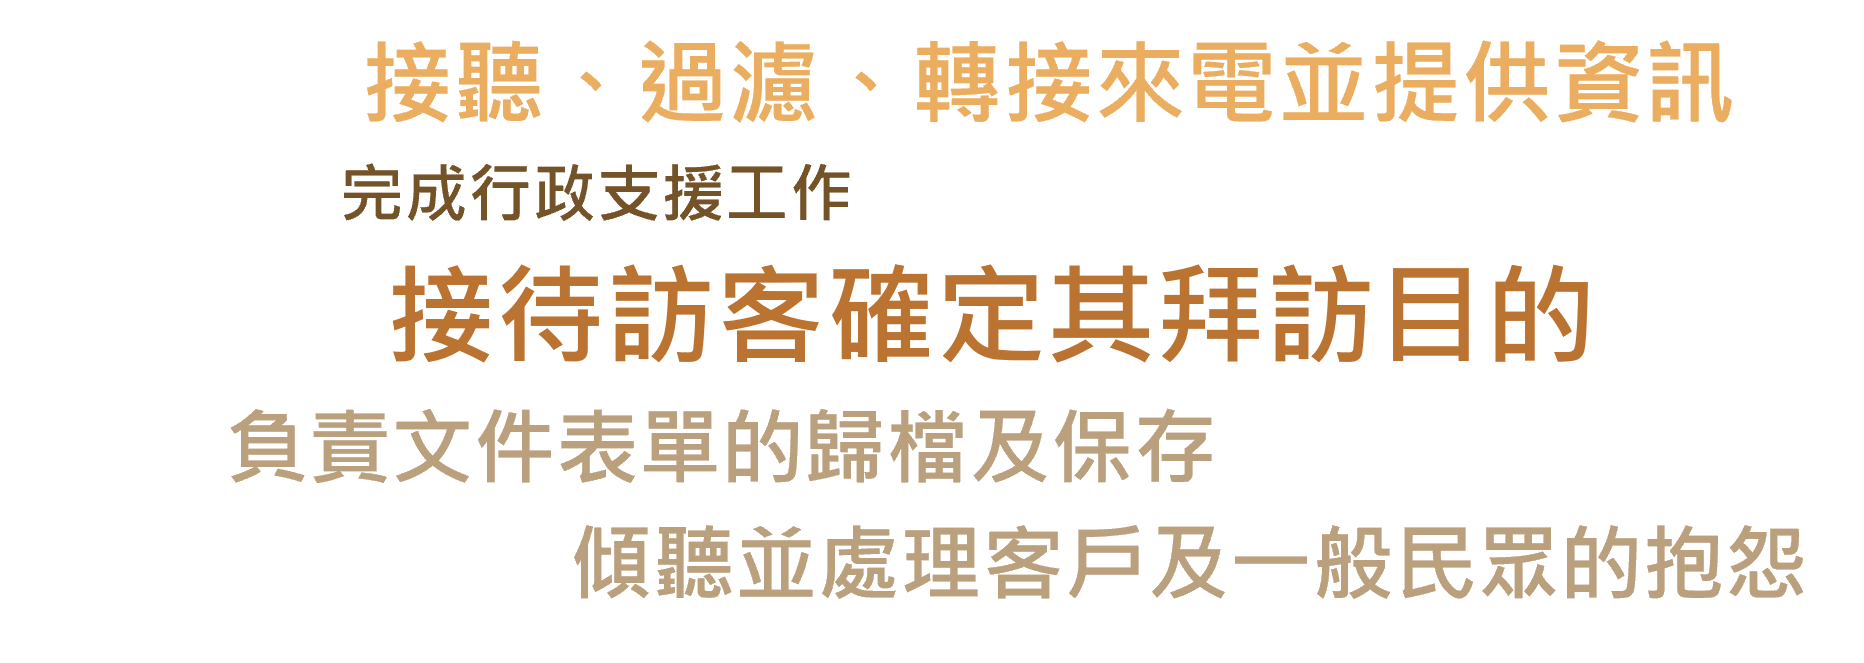 接聽、過濾、轉接來電並提供資訊
完成行政支援工作
接待訪客確定其拜訪目的
負責文件表單的歸檔及保存
傾聽並處理客戶及一般民眾的抱怨